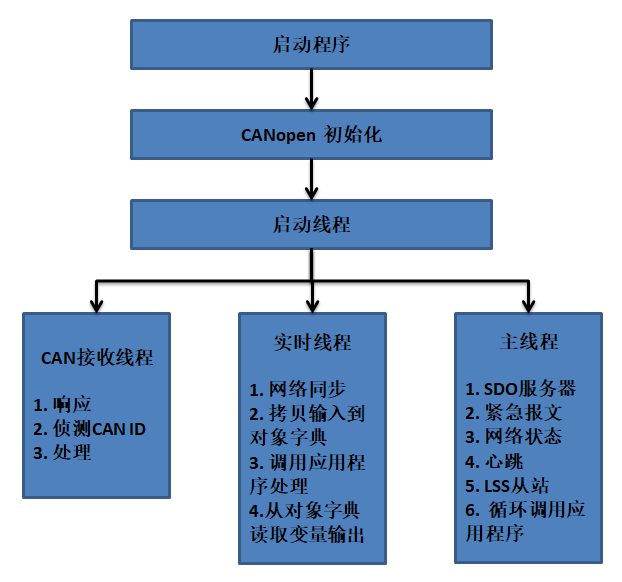 启动程序
CANopen 初始化
启动线程
CAN接收线程
1. 响应
2. 侦测CAN ID
3. 处理
实时线程
1. 网络同步
2. 拷贝输入到
对象字典
3. 调用应用程
序处理
4.从对象字典
读取变量输出
主线程
1. SDO服务器
2. 紧急报文
3. 网络状态
4. 心跳
5. LSS从站
6. 循环调用应
用程序